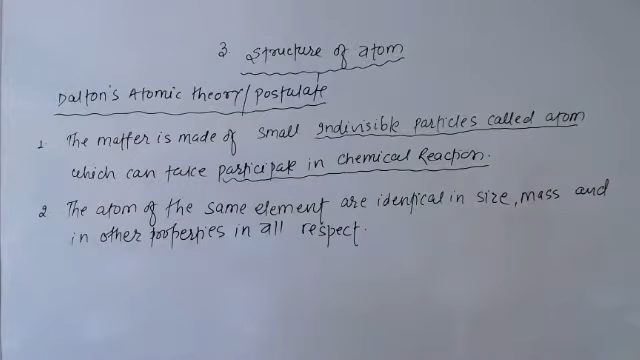 3. Structure of atom
Dalton's Atomic theory/postulate
1. The matter is made of small indivisible particles called atom
which can take participate in chemical Reaction.
2 The atom of the same element are identical in size, mass and
in other properties in all respect.